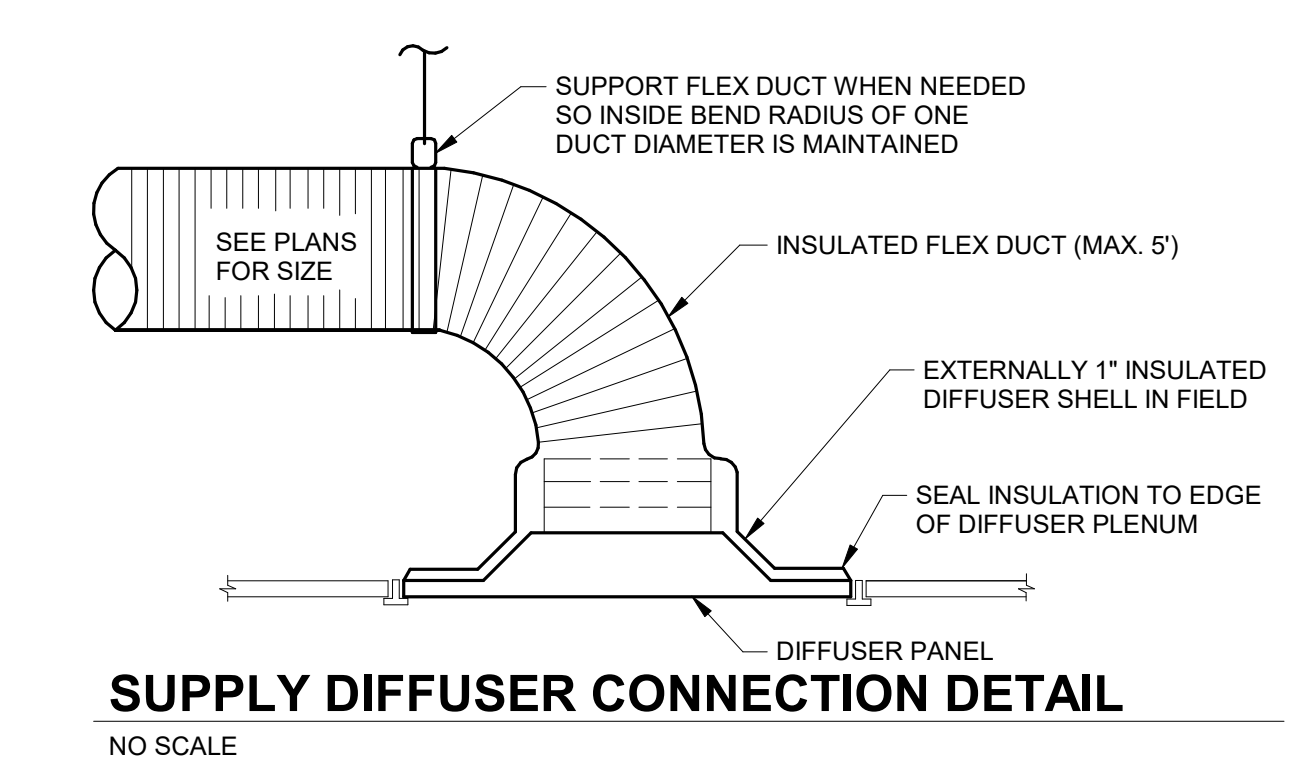 SUPPORT FLEX DUCT WHEN NEEDED
SO INSIDE BEND RADIUS OF ONE
DUCT DIAMETER IS MAINTAINED
SEE PLANS
FOR SIZE
INSULATED FLEX DUCT (MAX. 5')
EXTERNALLY 1" INSULATED
DIFFUSER SHELL IN FIELD
SEAL INSULATION TO EDGE
OF DIFFUSER PLENUM
DIFFUSER PANEL
SUPPLY DIFFUSER CONNECTION DETAIL
NO SCALE